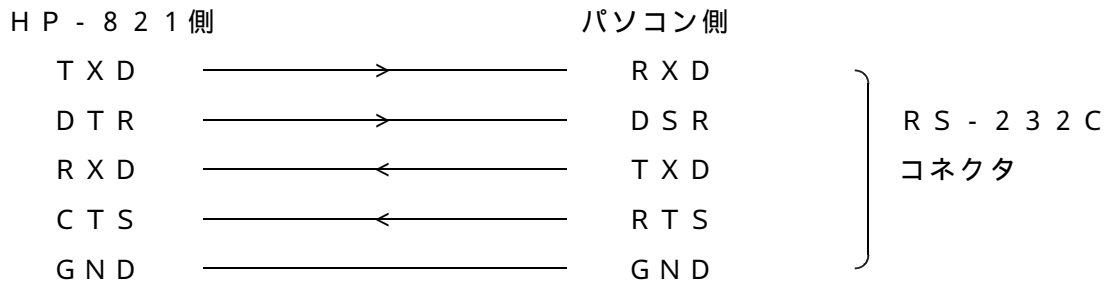 HP-821側 パソコン側
TXD RXD
DTR DSR RS-232C
RXD TXD コネクタ
CTS RTS
GND GND